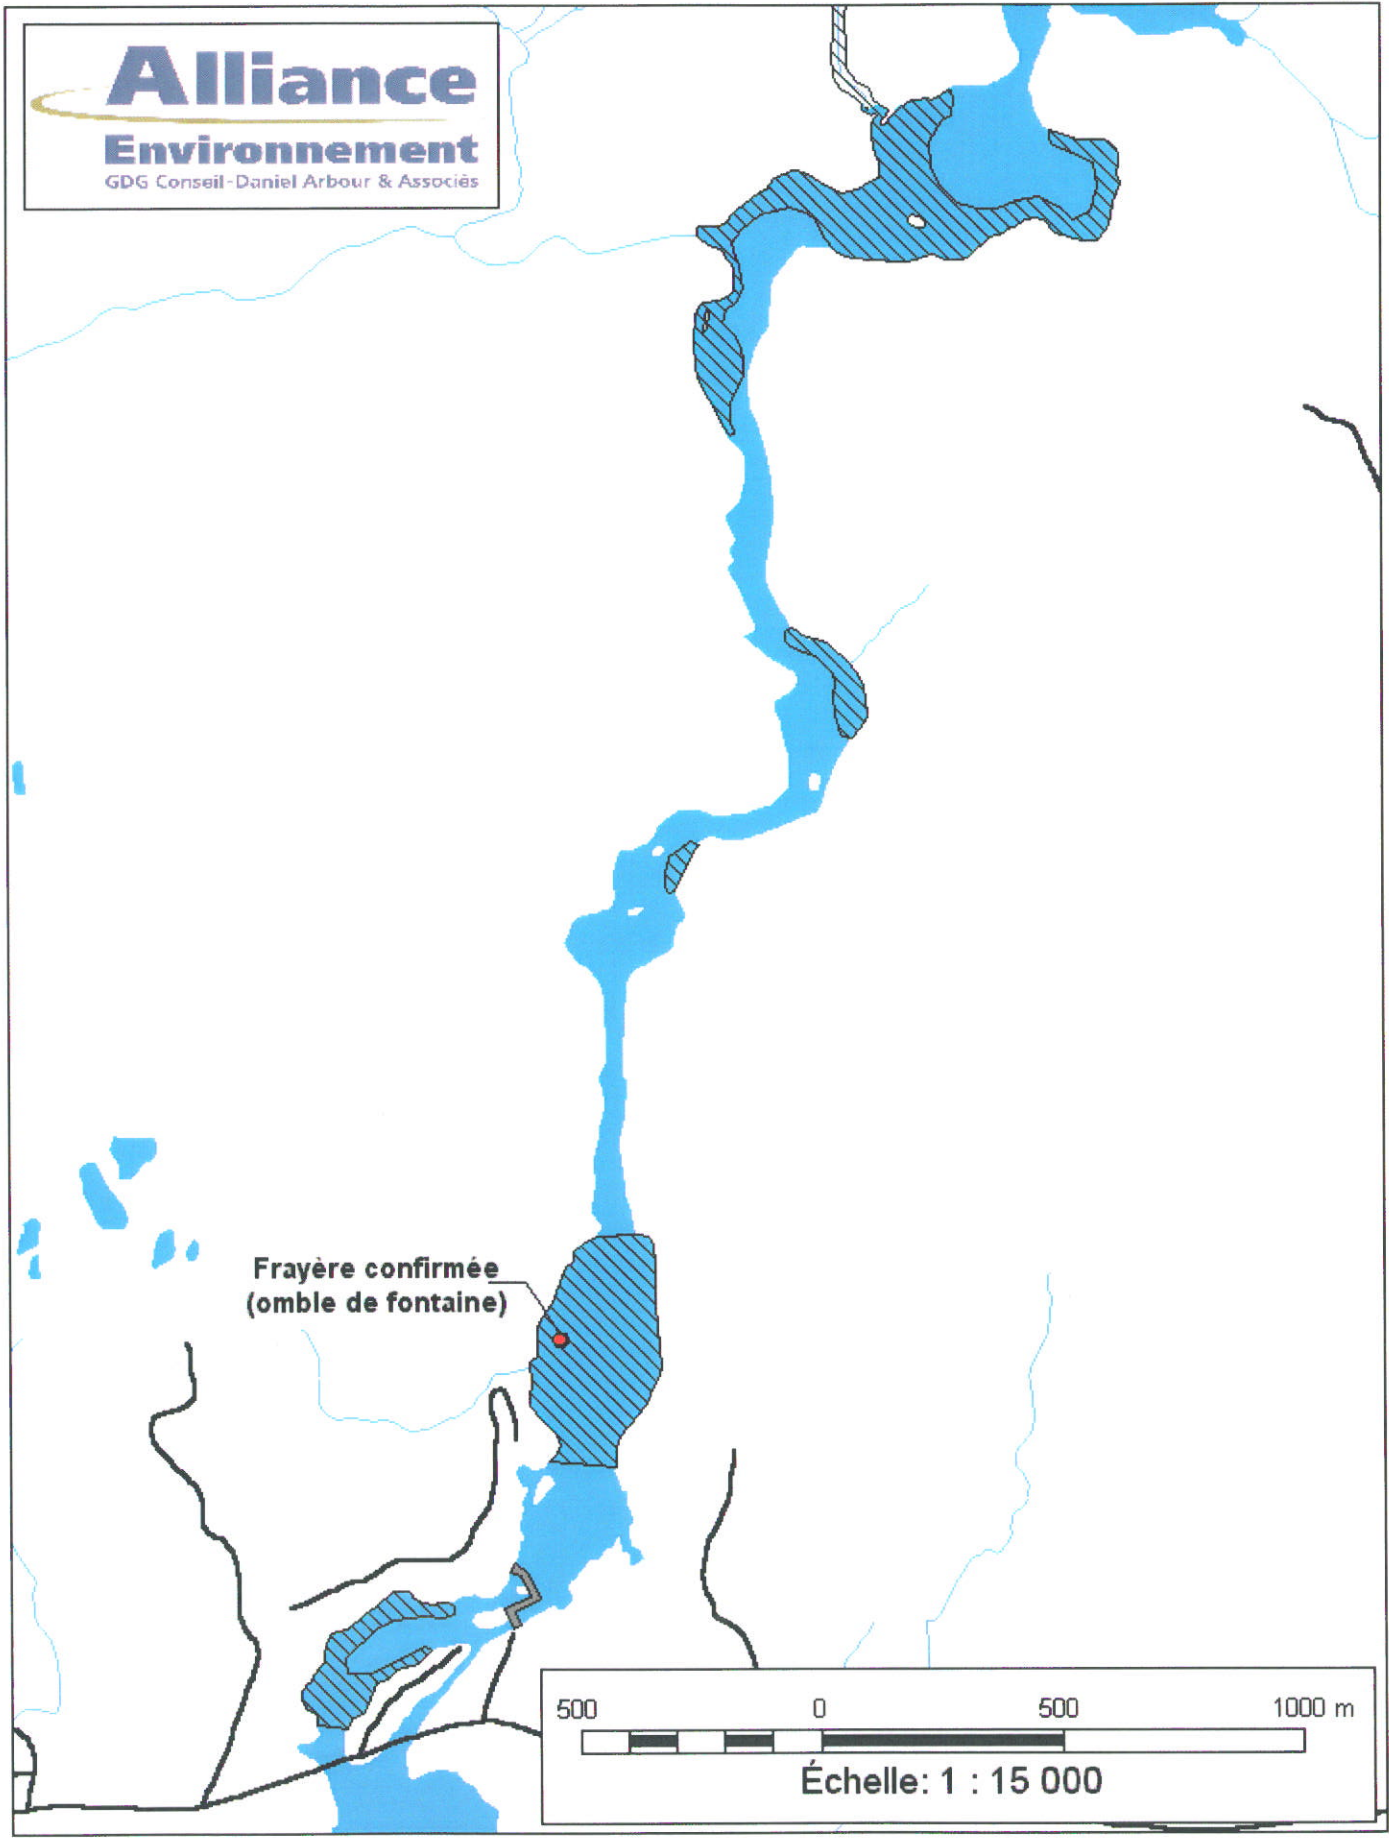 Alliance
Environnement
GDG Conseil-Daniel Arbour & Associés
Frayère confirmée
(omble de fontaine)
500 0 500 1000 m
Échelle: 1 : 15 000